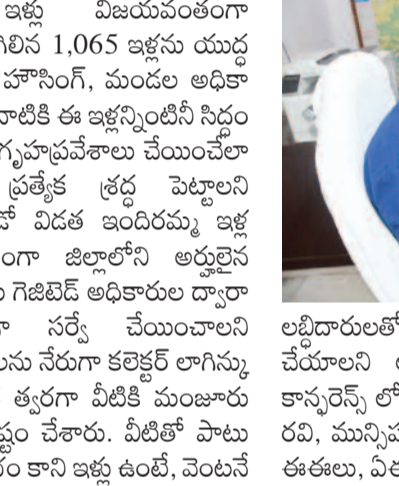 ఇళ్లు విజయవంతంగా
1,065 ఇళ్లను యుద్ధ
హౌసింగ్, మండల అధికా
నాటికి ఈ ఇళ్లన్నింటినీ సిద్ధం
గృహప్రవేశాలు చేయించేలా
ప్రత్యేక శ్రద్ధ పెట్టాలని
విడత ఇందిరమ్మ ఇళ్ల
జిల్లాలోని అర్హులైన
గెజిటెడ్ అధికారుల ద్వారా
సర్వే చేయించాలని
నేరుగా కలెక్టర్ లాగిన్కు
త్వరగా వీటికి మంజూరు
చేశారు. వీటితో పాటు
కాని ఇళ్లు ఉంటే, వెంటనే
లబ్ధిదారులతో
చేయాలని
కాన్ఫరెన్స్ లో
రవి, మున్సిప
ఈఈలు, ఏఈ